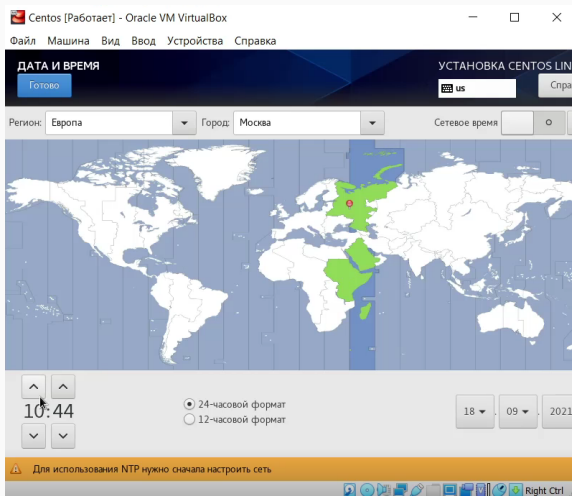 Centos [Работает] - Oracle VM VirtualBox
Файл Машина Вид Ввод Устройства Справка
ДАТА И ВРЕМЯ
УСТАНОВКА CENTOS LIN
Готово
us
Спра
Регион: Европа
Город: Москва
Сетевое время
O
10:44
24-часовой формат
12-часовой формат
18 . 09 . 2021
Для использования NTP нужно сначала настроить сеть
Right Ctrl